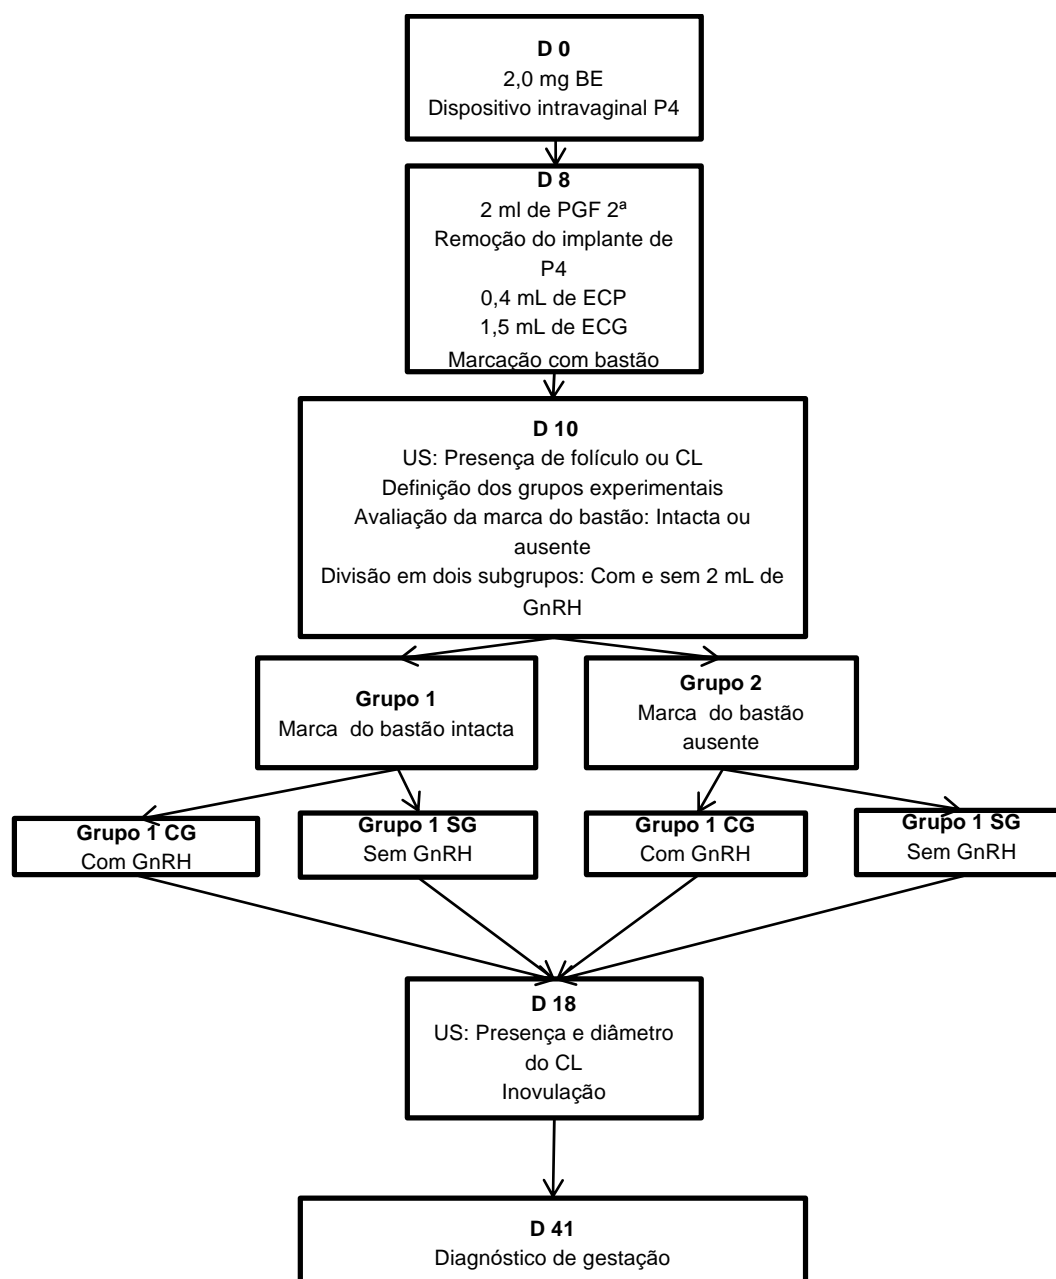 D 0
2,0 mg BE
Dispositivo intravaginal P4
D 8
2 ml de PGF 2ª
Remoção do implante de
P4
0,4 mL de ECP
1,5 mL de ECG
Marcação com bastão
D 10
US: Presença de folículo ou CL
Definição dos grupos experimentais
Avaliação da marca do bastão: Intacta ou
ausente
Divisão em dois subgrupos: Com e sem 2 mL de
GnRH
Grupo 1
Marca do bastão intacta
Grupo 2
Marca do bastão
ausente
Grupo 1 CG
Com GnRH
Grupo 1 SG
Sem GnRH
Grupo 1 CG
Com GnRH
Grupo 1 SG
Sem GnRH
D 18
US: Presença e diâmetro
do CL
Inovulação
D 41
Diagnóstico de gestação